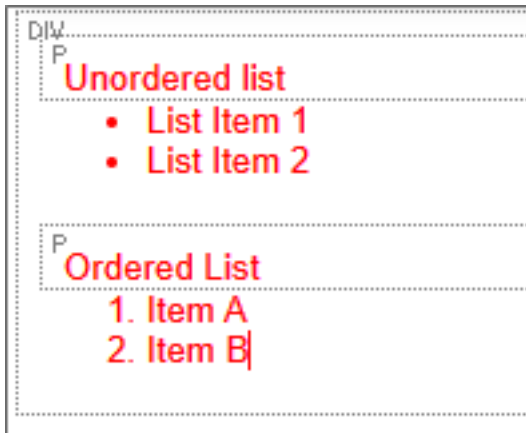 DIV
P
Unordered list
• List Item 1
• List Item 2
P
Ordered List
1. Item A
2. Item B